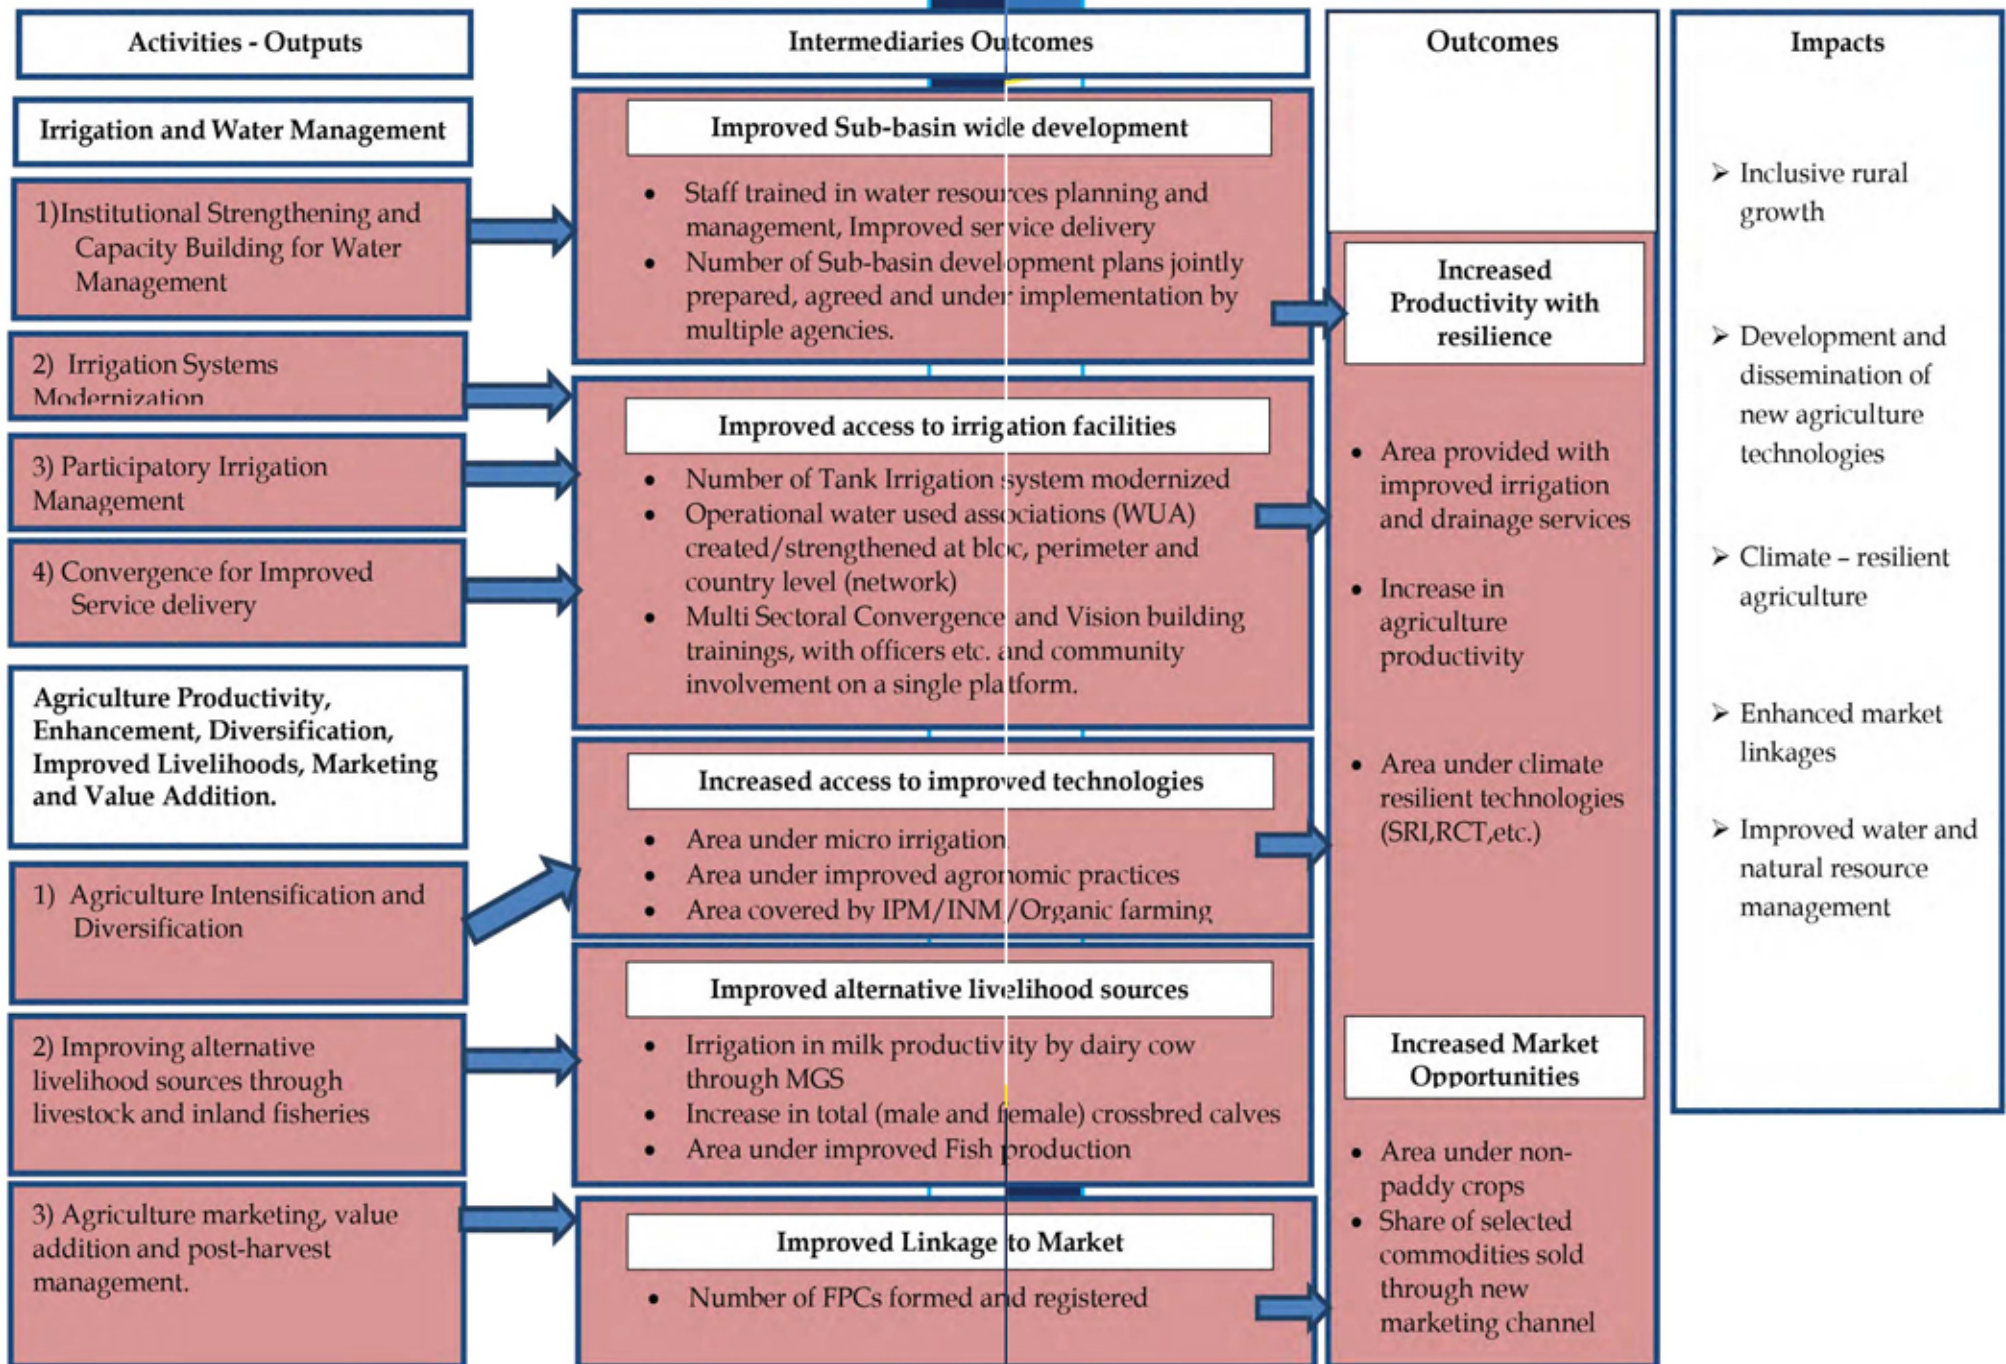 Activities - Outputs
Irrigation and Water Management
1)Institutional Strengthening and
Capacity Building for Water
Management
2) Irrigation Systems
Modernization
3) Participatory Irrigation
Management
4) Convergence for Improved
Service delivery
Agriculture Productivity,
Enhancement, Diversification,
Improved Livelihoods, Marketing
and Value Addition.
1) Agriculture Intensification and
Diversification
2) Improving alternative
livelihood sources through
livestock and inland fisheries
3) Agriculture marketing, value
addition and post-harvest
management.
Intermediaries Outcomes
Improved Sub-basin wide development
• Staff trained in water resources planning and
management, Improved service delivery
• Number of Sub-basin development plans jointly
prepared, agreed and under implementation by
multiple agencies.
Improved access to irrigation facilities
• Number of Tank Irrigation system modernized
• Operational water used associations (WUA)
created/strengthened at bloc, perimeter and
country level (network)
• Multi Sectoral Convergence and Vision building
trainings, with officers etc. and community
involvement on a single platform.
Increased access to improved technologies
• Area under micro irrigation
• Area under improved agronomic practices
• Area covered by IPM/INM/Organic farming
Improved alternative livelihood sources
• Irrigation in milk productivity by dairy cow
through MGS
• Increase in total (male and female) crossbred calves
• Area under improved Fish production
Improved Linkage to Market
• Number of FPCs formed and registered
Outcomes
Increased
Productivity with
resilience
• Area provided with
improved irrigation
and drainage services
• Increase in
agriculture
productivity
• Area under climate
resilient technologies
(SRI,RCT,etc.)
Increased Market
Opportunities
• Area under non-
paddy crops
• Share of selected
commodities sold
through new
marketing channel
Impacts
➢ Inclusive rural
growth
➢ Development and
dissemination of
new agriculture
technologies
➢ Climate – resilient
agriculture
➢ Enhanced market
linkages
➢ Improved water and
natural resource
management